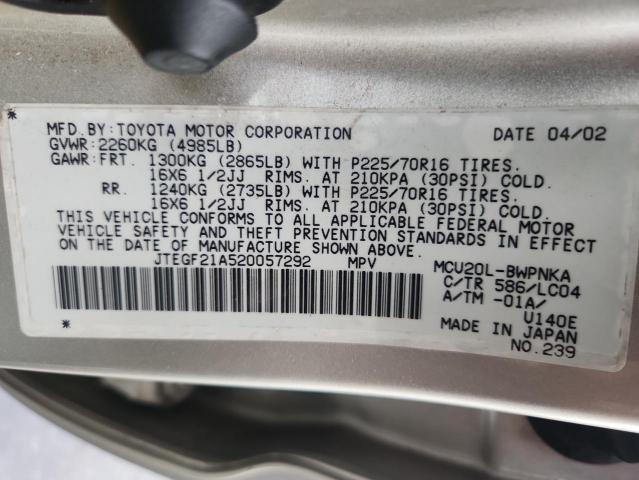 MFD.BY:TOYOTA MOTOR CORPORATION DATE 04/02
GVWR:2260KG (4985LB)
GAWR:FRT. 1300KG (2865LB) WITH P225/70R16 TIRES.
16X6 1/2JJ RIMS. AT 210KPA (30PSI) COLD.
RR. 1240KG (2735LB) WITH P225/70R16 TIRES.
16X6 1/2JJ RIMS. AT 210KPA (30PSI) COLD.
THIS VEHICLE CONFORMS TO ALL APPLICABLE FEDERAL MOTOR
VEHICLE SAFETY AND THEFT PREVENTION STANDARDS IN EFFECT
ON THE DATE OF MANUFACTURE SHOWN ABOVE.
JTEGF21A520057292 MPV MCU20L-BWPNKA
C/TR 586/LC04
A/TM -01A/
U140E
MADE IN JAPAN
NO.239